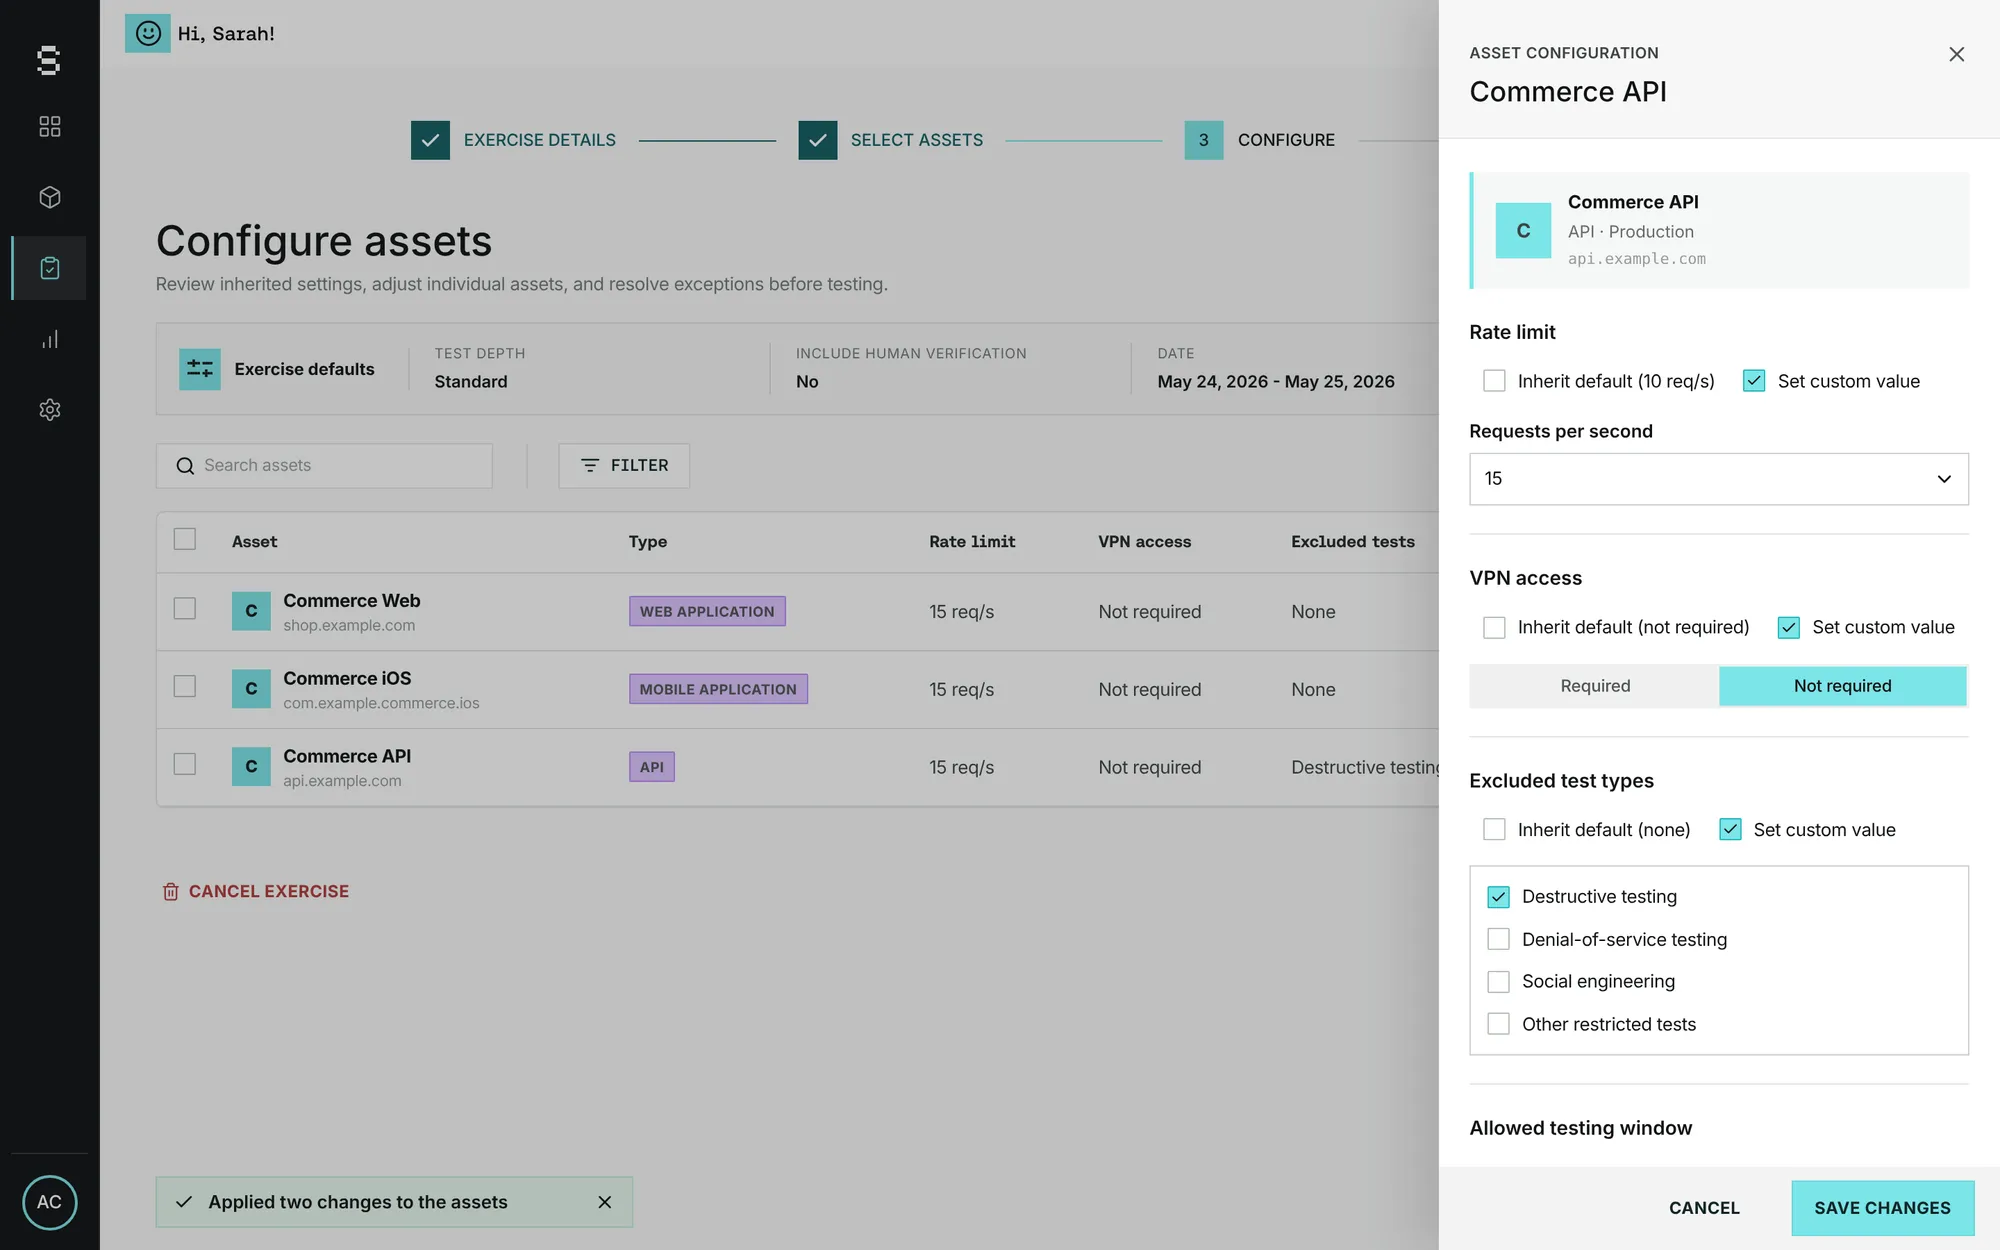 Hi, Sarah!
EXERCISE DETAILS
SELECT ASSETS
3
CONFIGURE
Configure assets
Review inherited settings, adjust individual assets, and resolve exceptions before testing.
Exercise defaults
TEST DEPTH
Standard
INCLUDE HUMAN VERIFICATION
No
DATE
May 24, 2026 - May 25, 2026
Search assets
FILTER
Asset Type Rate limit VPN access Excluded tests
C
Commerce Web
shop.example.com
WEB APPLICATION
15 req/s
Not required
None
C
Commerce iOS
com.example.commerce.ios
MOBILE APPLICATION
15 req/s
Not required
None
C
Commerce API
api.example.com
API
15 req/s
Not required
Destructive testing
CANCEL EXERCISE
Applied two changes to the assets
AC
ASSET CONFIGURATION
Commerce API
C
Commerce API
API · Production
api.example.com
Rate limit
Inherit default (10 req/s) Set custom value
Requests per second
15
VPN access
Inherit default (not required) Set custom value
Required Not required
Excluded test types
Inherit default (none) Set custom value
Destructive testing
Denial-of-service testing
Social engineering
Other restricted tests
Allowed testing window
CANCEL
SAVE CHANGES